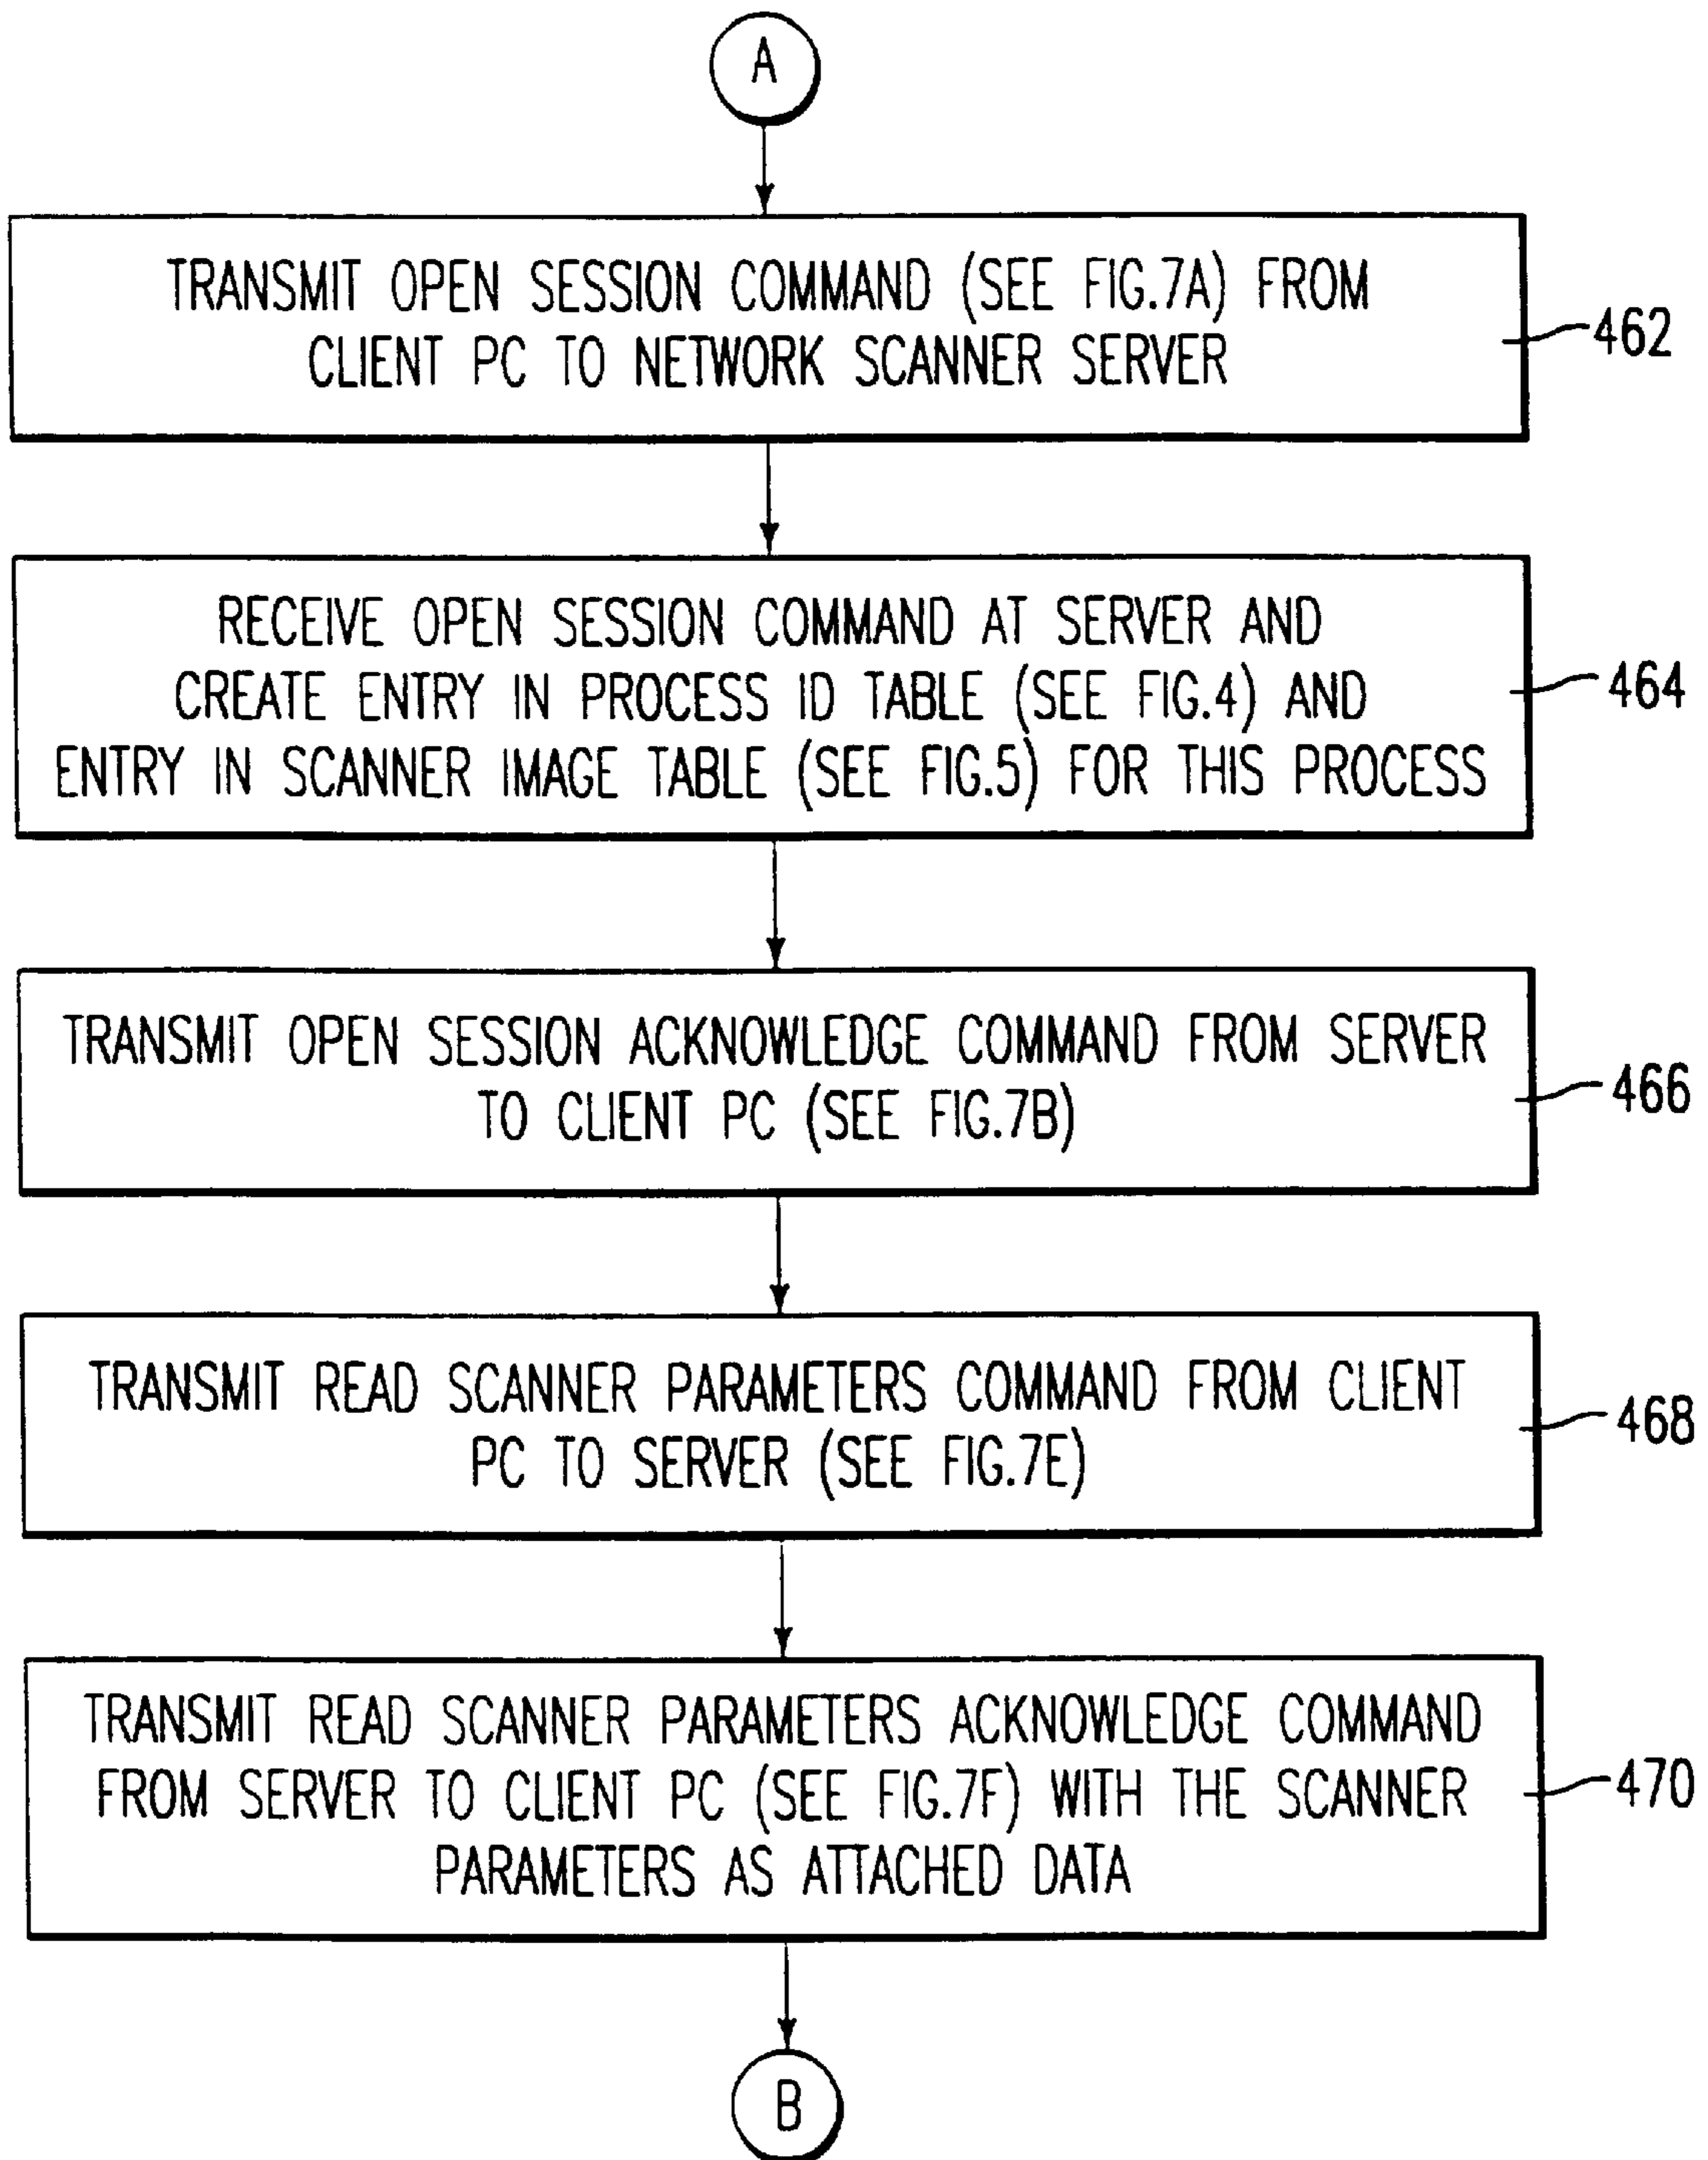 A
TRANSMIT OPEN SESSION COMMAND (SEE FIG.7A) FROM
CLIENT PC TO NETWORK SCANNER SERVER
462
RECEIVE OPEN SESSION COMMAND AT SERVER AND
CREATE ENTRY IN PROCESS ID TABLE (SEE FIG.4) AND
ENTRY IN SCANNER IMAGE TABLE (SEE FIG.5) FOR THIS PROCESS
464
TRANSMIT OPEN SESSION ACKNOWLEDGE COMMAND FROM SERVER
TO CLIENT PC (SEE FIG.7B)
466
TRANSMIT READ SCANNER PARAMETERS COMMAND FROM CLIENT
PC TO SERVER (SEE FIG.7E)
468
TRANSMIT READ SCANNER PARAMETERS ACKNOWLEDGE COMMAND
FROM SERVER TO CLIENT PC (SEE FIG.7F) WITH THE SCANNER
PARAMETERS AS ATTACHED DATA
470
B